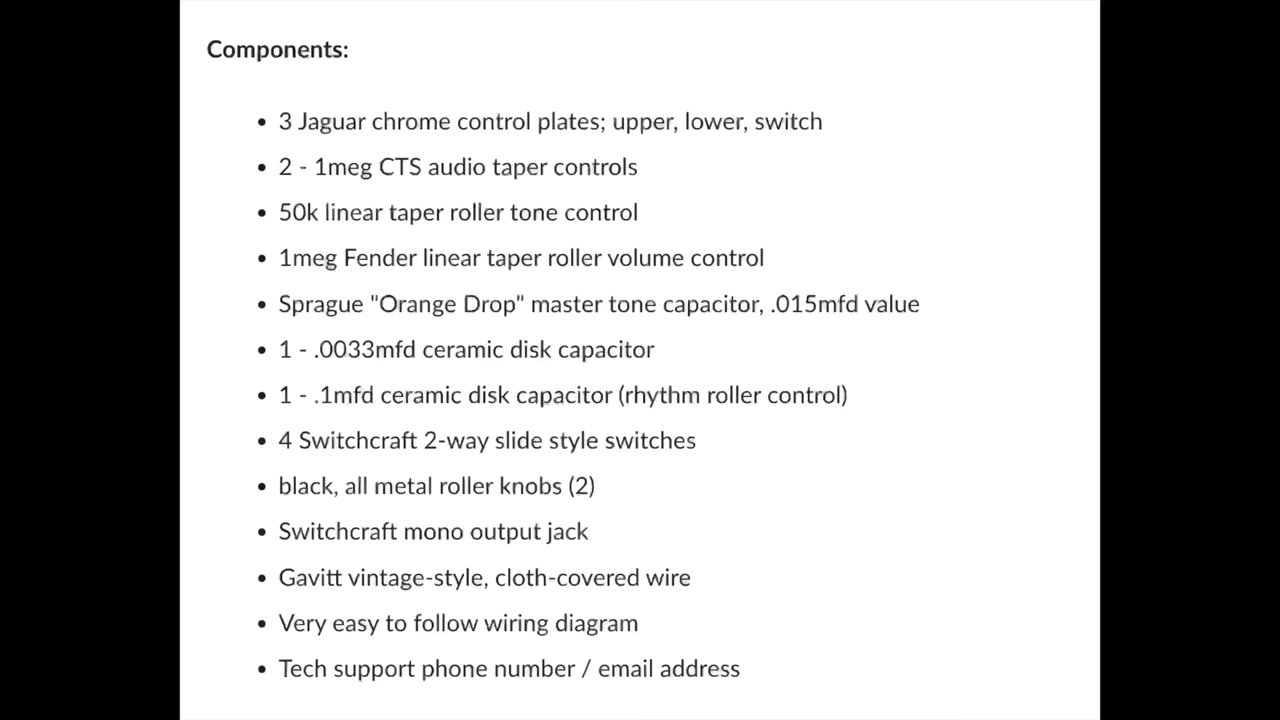 Components:
• 3 Jaguar chrome control plates; upper, lower, switch
• 2 - 1meg CTS audio taper controls
• 50k linear taper roller tone control
• 1meg Fender linear taper roller volume control
• Sprague "Orange Drop" master tone capacitor, .015mfd value
• 1 - .0033mfd ceramic disk capacitor
• 1 - .1mfd ceramic disk capacitor (rhythm roller control)
• 4 Switchcraft 2-way slide style switches
• black, all metal roller knobs (2)
• Switchcraft mono output jack
• Gavitt vintage-style, cloth-covered wire
• Very easy to follow wiring diagram
• Tech support phone number / email address